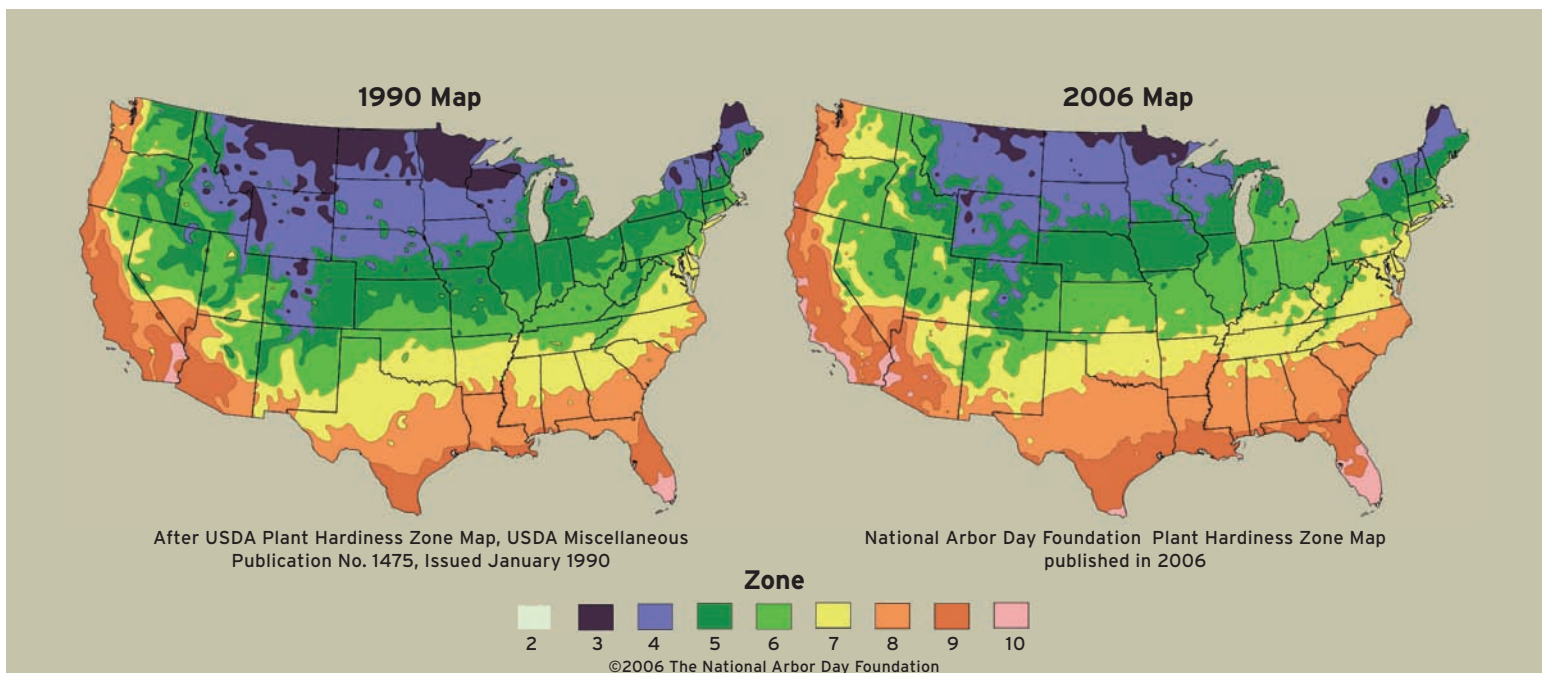 1990 Map
2006 Map
After USDA Plant Hardiness Zone Map, USDA Miscellaneous
Publication No. 1475, Issued January 1990
National Arbor Day Foundation Plant Hardiness Zone Map
published in 2006
Zone
2 3 4 5 6 7 8 9 10
©2006 The National Arbor Day Foundation